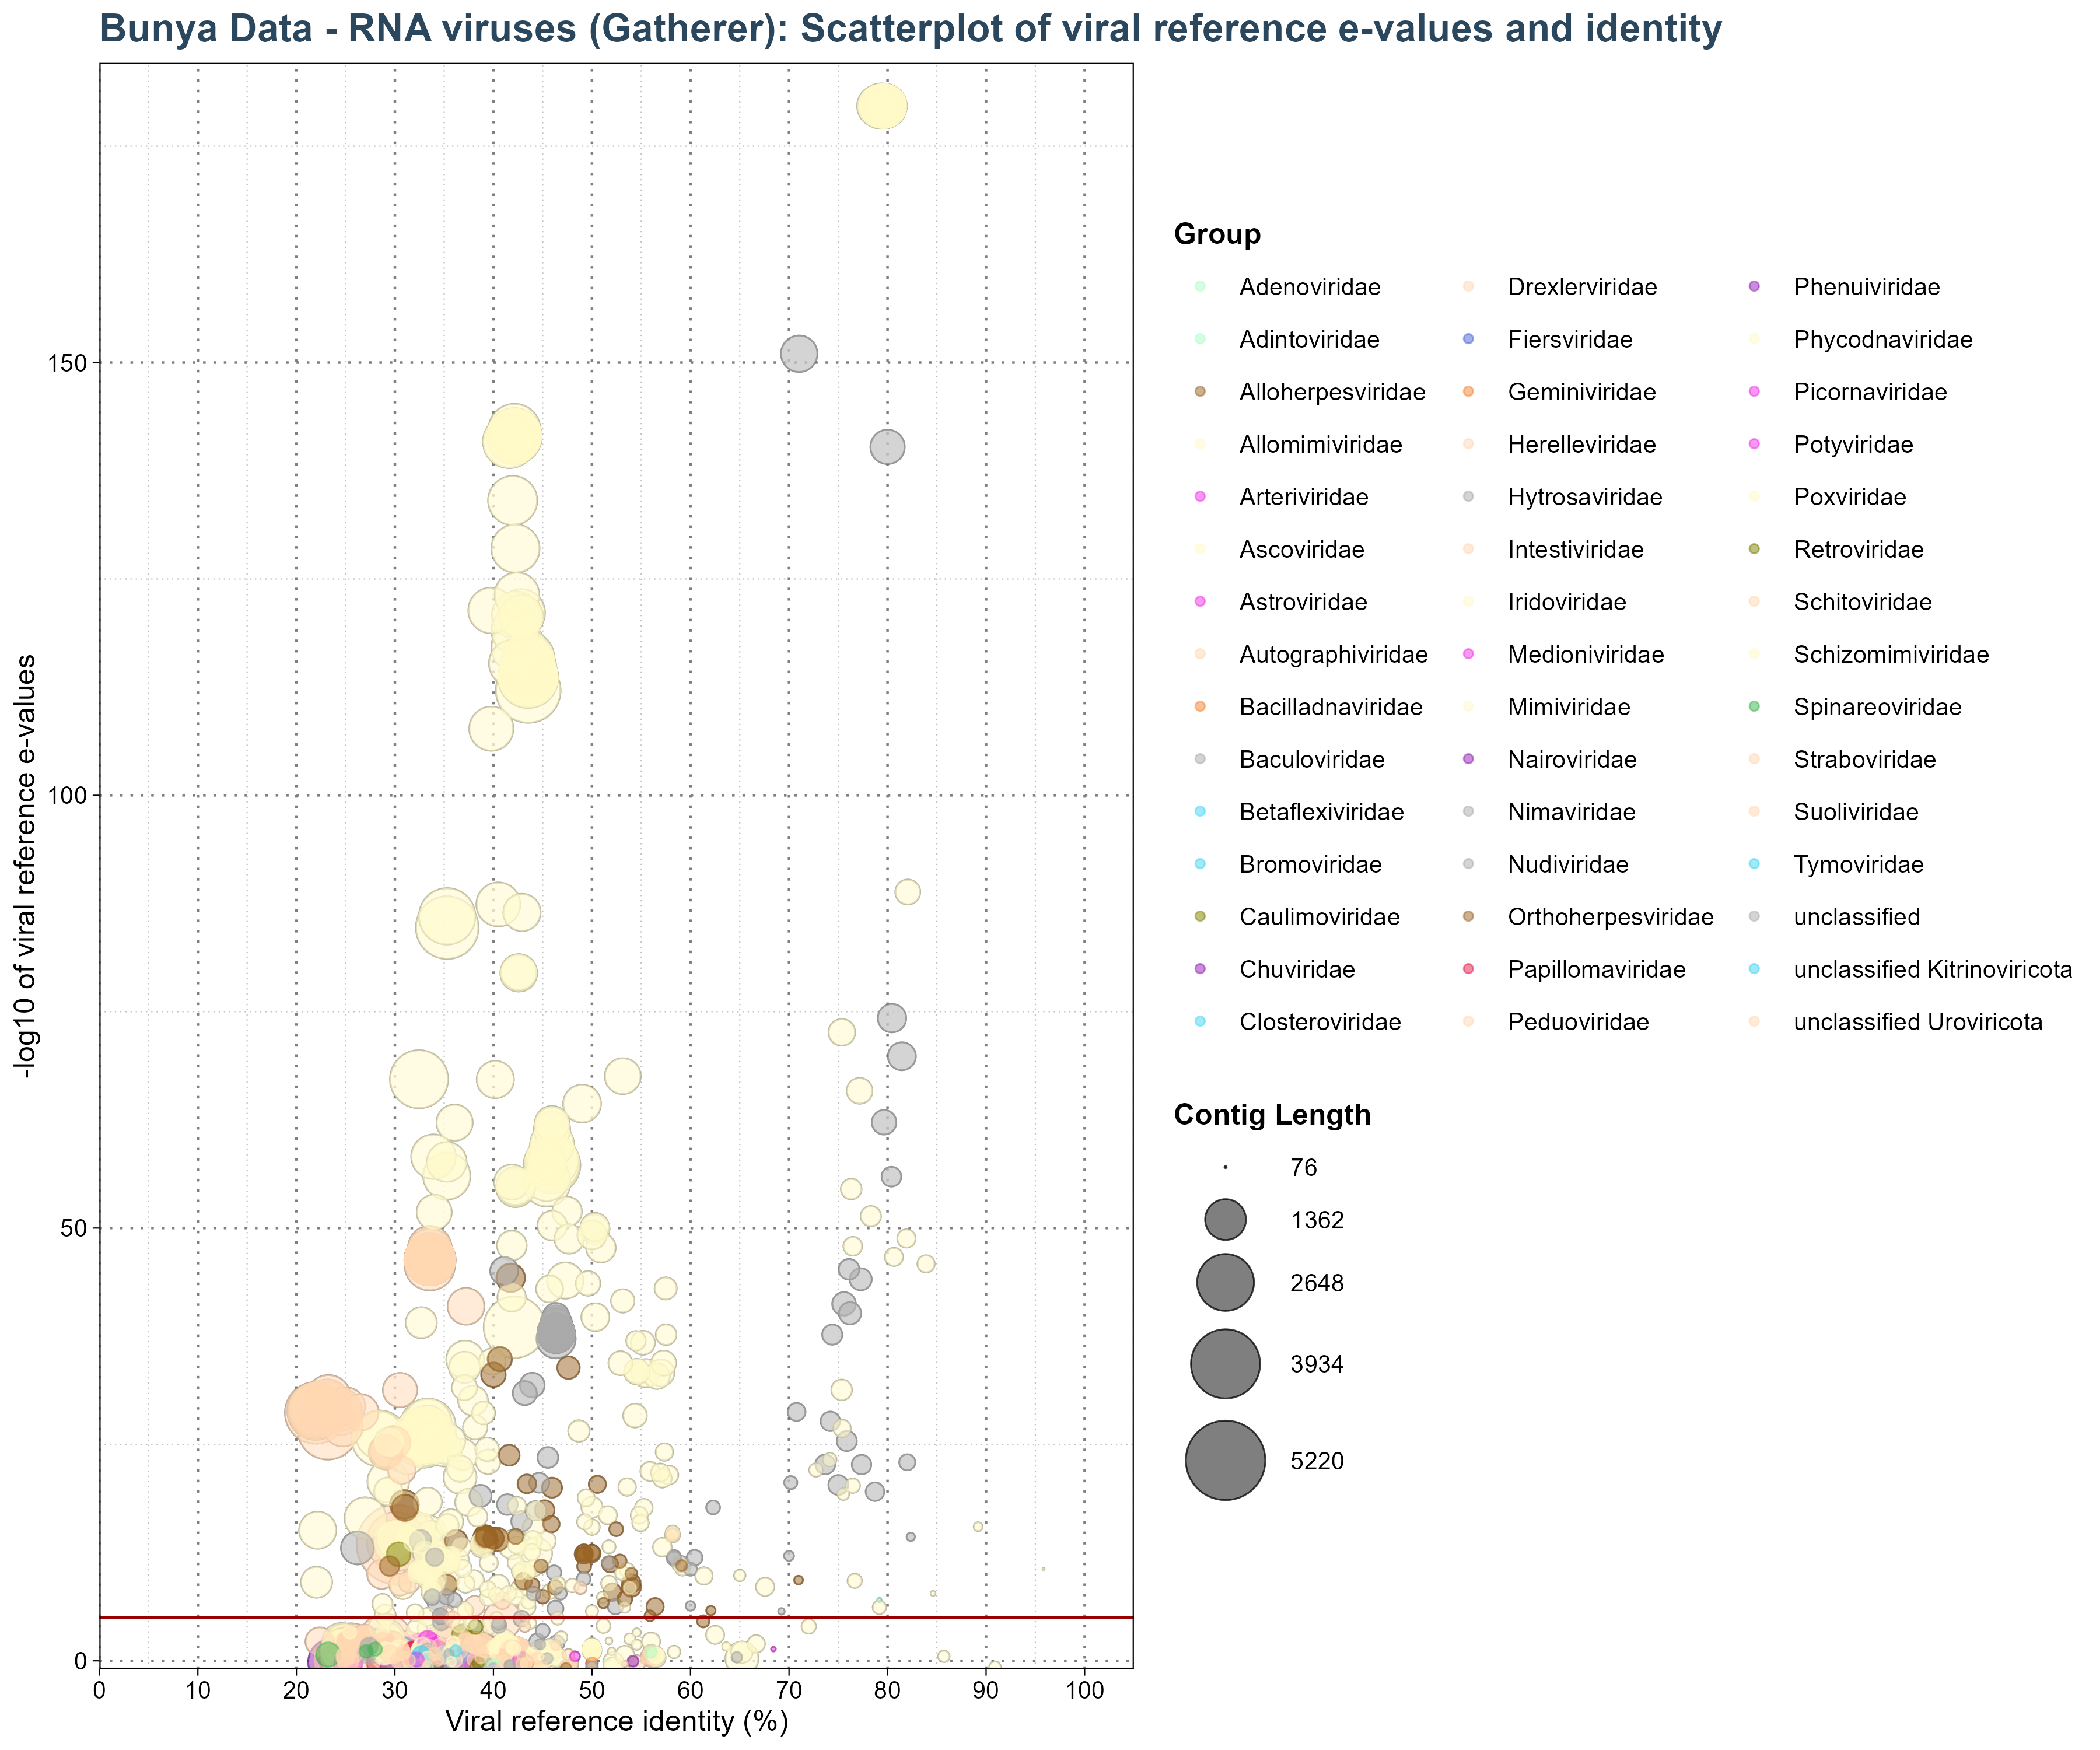 Bunya Data - RNA viruses (Gatherer): Scatterplot of viral reference e-values and identity
-log10 of viral reference e-values
150
100
50
0
0 10 20 30 40 50 60 70 80 90 100
Viral reference identity (%)
Group
Adenoviridae Drexlerviridae Phenuiviridae
Adintoviridae Fiersviridae Phycodnaviridae
Alloherpesviridae Geminiviridae Picornaviridae
Allomimiviridae Herelleviridae Potyviridae
Arteriviridae Hytrosaviridae Poxviridae
Ascoviridae Intestiviridae Retroviridae
Astroviridae Iridoviridae Schitoviridae
Autographiviridae Medioniviridae Schizomimiviridae
Bacilladnaviridae Mimiviridae Spinareoviridae
Baculoviridae Nairoviridae Straboviridae
Betaflexiviridae Nimaviridae Suoliviridae
Bromoviridae Nudiviridae Tymoviridae
Caulimoviridae Orthoherpesviridae unclassified
Chuviridae Papillomaviridae unclassified Kitrinoviricota
Closteroviridae Peduoviridae unclassified Uroviricota
Contig Length
76
1362
2648
3934
5220